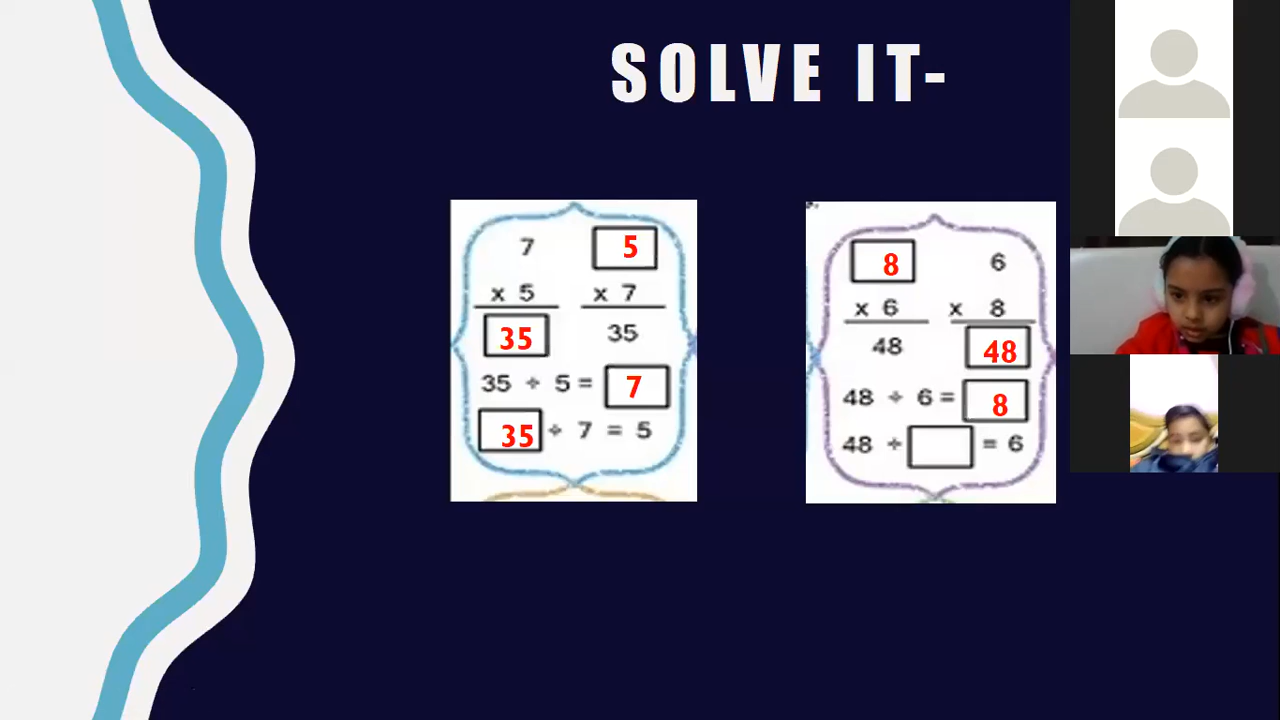 SOLVE IT-
7 5
x 5 x 7
35 35
35 ÷ 5 = 7
35 ÷ 7 = 5
8 6
x 6 x 8
48 48
48 ÷ 6 = 8
48 ÷ = 6